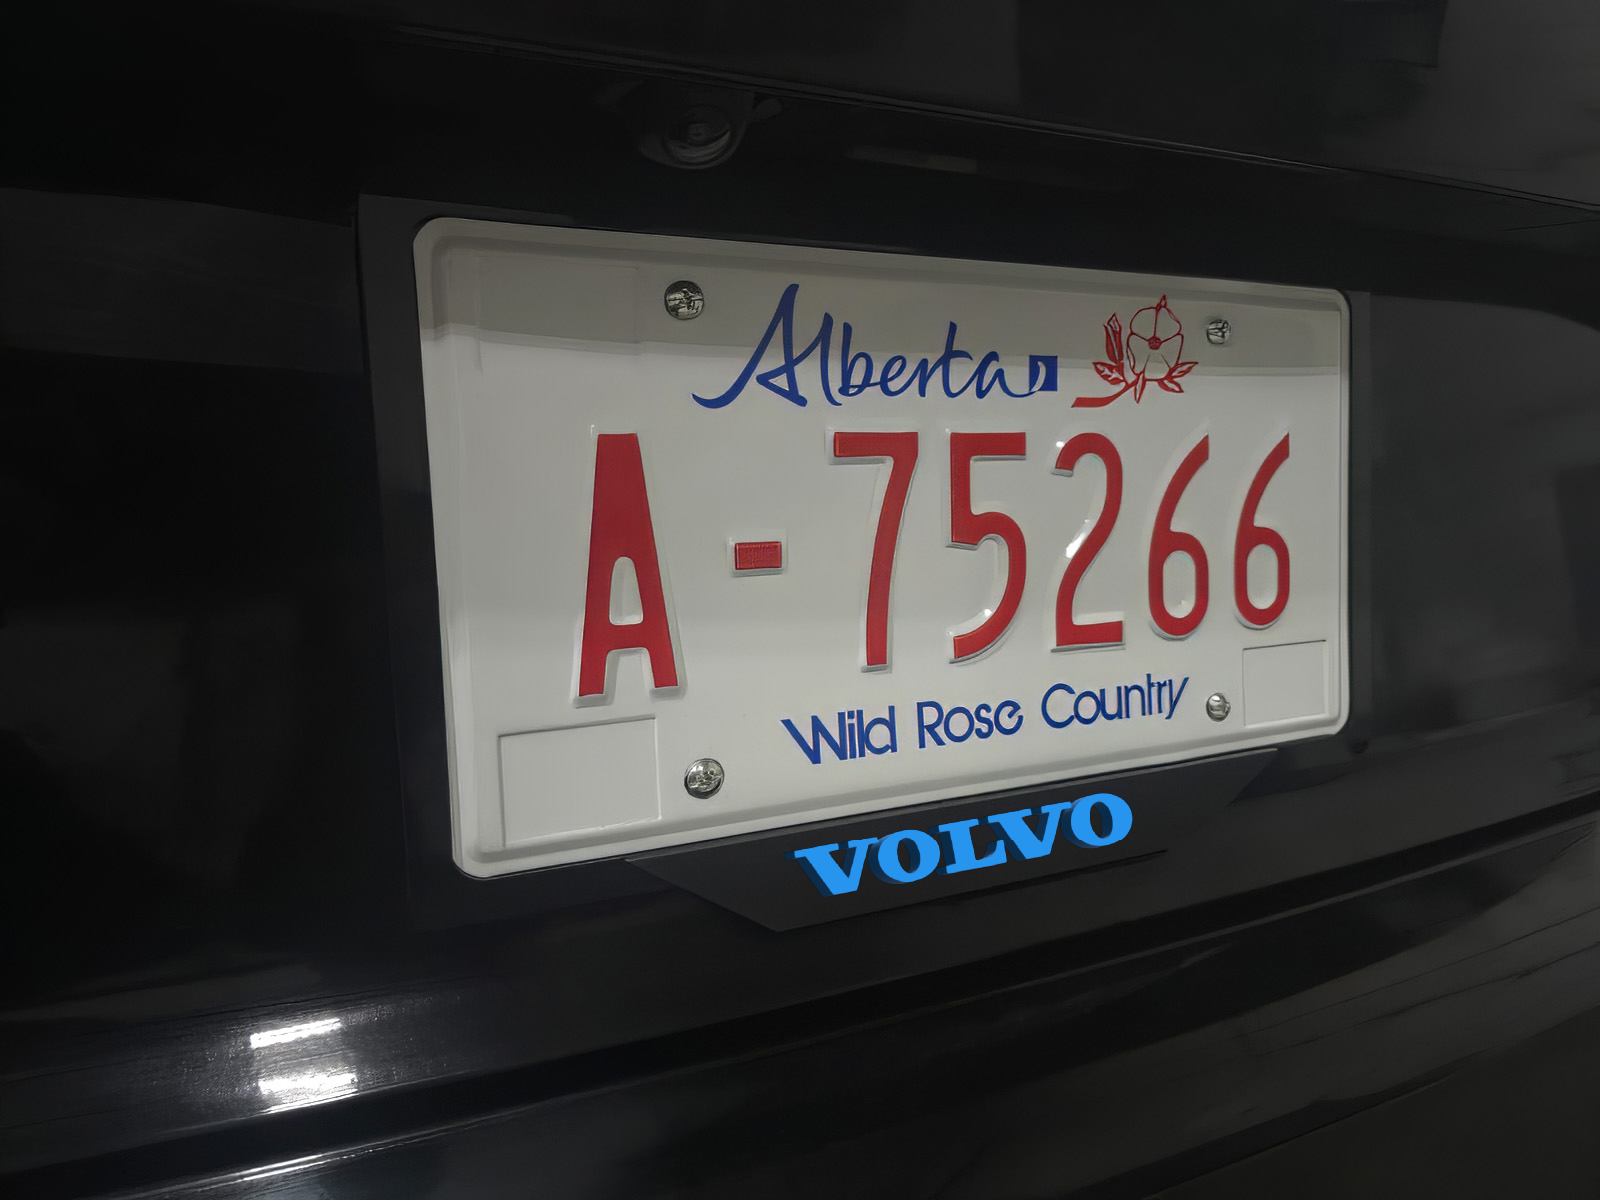 Alberta
A-75266
Wild Rose Country
VOLVO